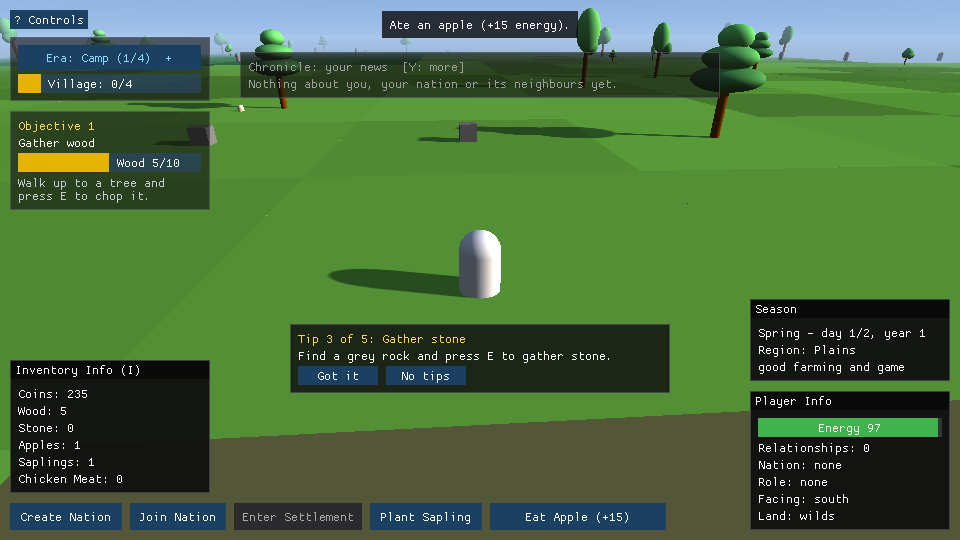 ? Controls
Ate an apple (+15 energy).
Era: Camp (1/4) +
Village: 0/4
Chronicle: your news [Y: more]
Nothing about you, your nation or its neighbours yet.
Objective 1
Gather wood
Wood 5/10
Walk up to a tree and
press E to chop it.
Tip 3 of 5: Gather stone
Find a grey rock and press E to gather stone.
Got it
No tips
Season
Spring - day 1/2, year 1
Region: Plains
good farming and game
Inventory Info (I)
Coins: 235
Wood: 5
Stone: 0
Apples: 1
Saplings: 1
Chicken Meat: 0
Player Info
Energy 97
Relationships: 0
Nation: none
Role: none
Facing: south
Land: wilds
Create Nation
Join Nation
Enter Settlement
Plant Sapling
Eat Apple (+15)